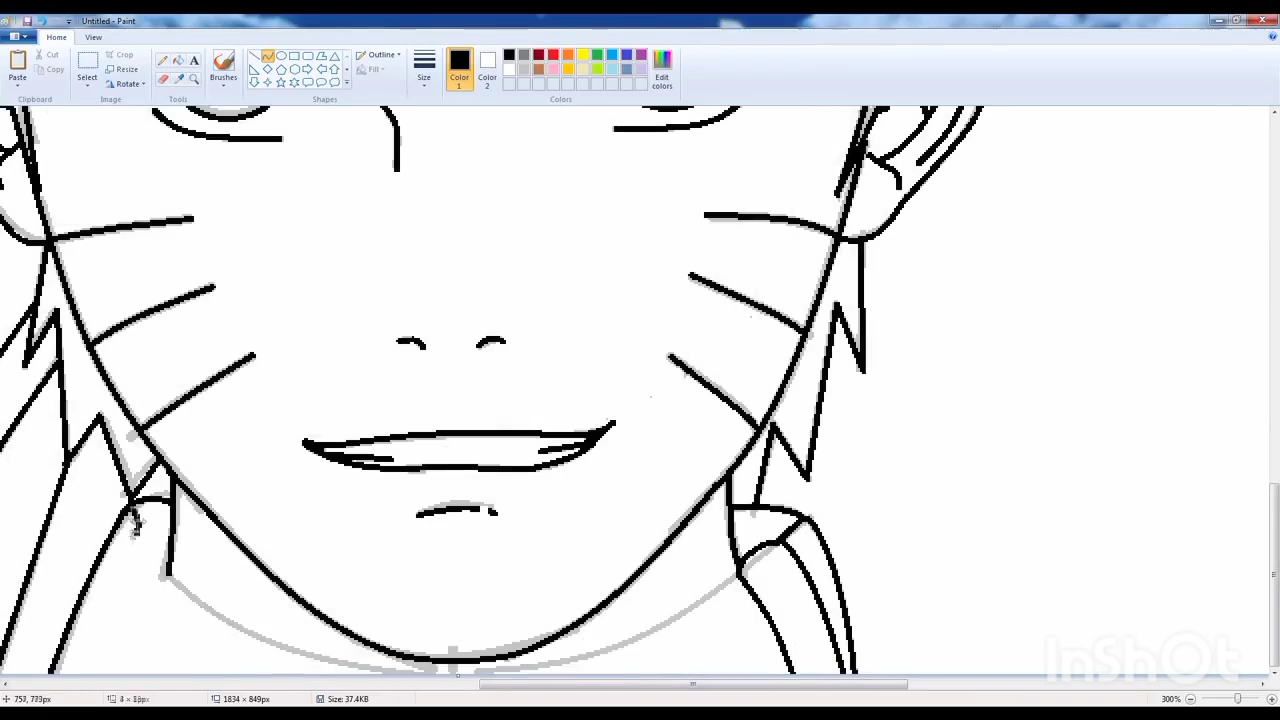 Untitled - Paint
Home View
Paste
Cut
Copy
Clipboard
Select
Crop
Resize
Rotate
Image
A
Tools
Brushes
Outline
Fill
Shapes
Size
Color
1
Color
2
Edit
colors
Colors
InShOt
1834 × 849px
Size: 37.4KB
300%